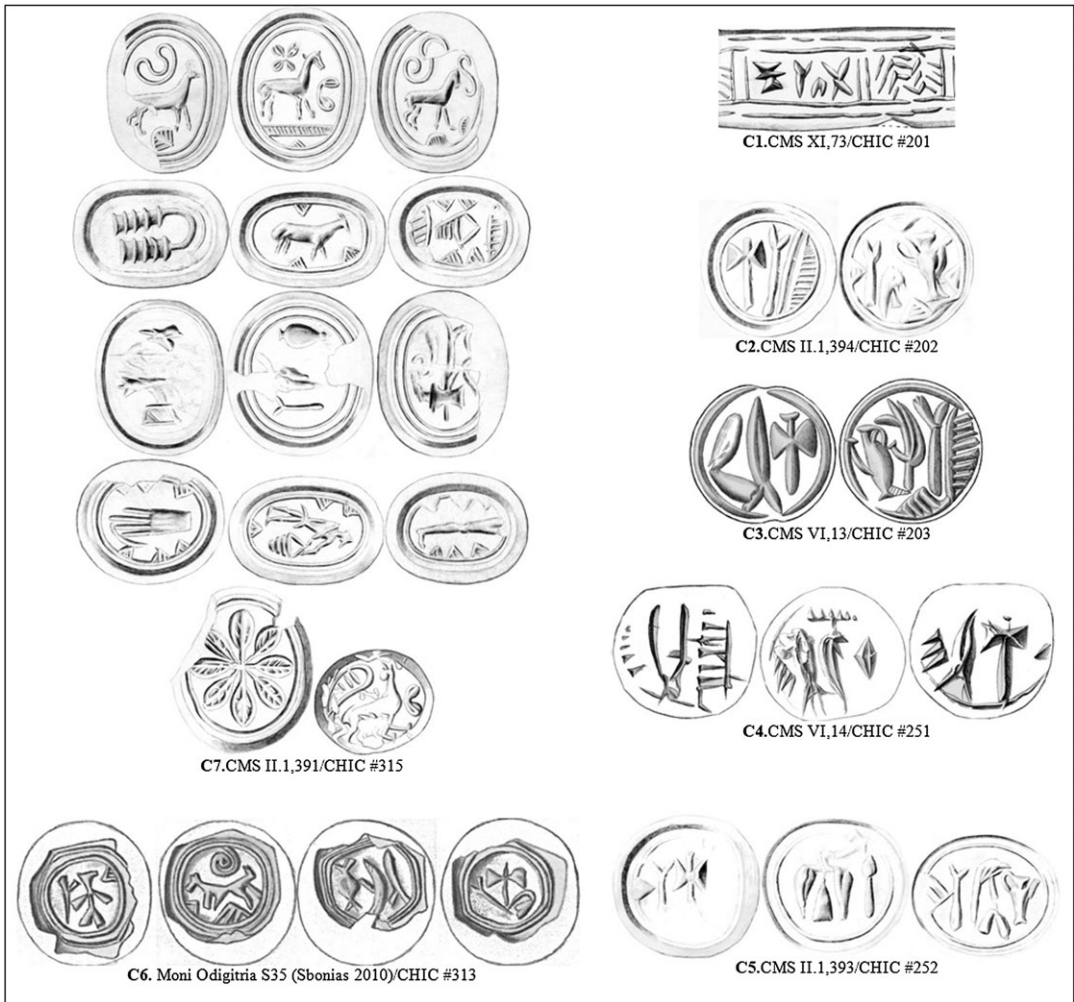 C1.CMS XI,73/CHIC #201
C2.CMS II.1,394/CHIC #202
C3.CMS VI,13/CHIC #203
C4.CMS VI,14/CHIC #251
C7.CMS II.1,391/CHIC #315
C6. Moni Odigitria S35 (Sbonias 2010)/CHIC #313
C5.CMS II.1,393/CHIC #252